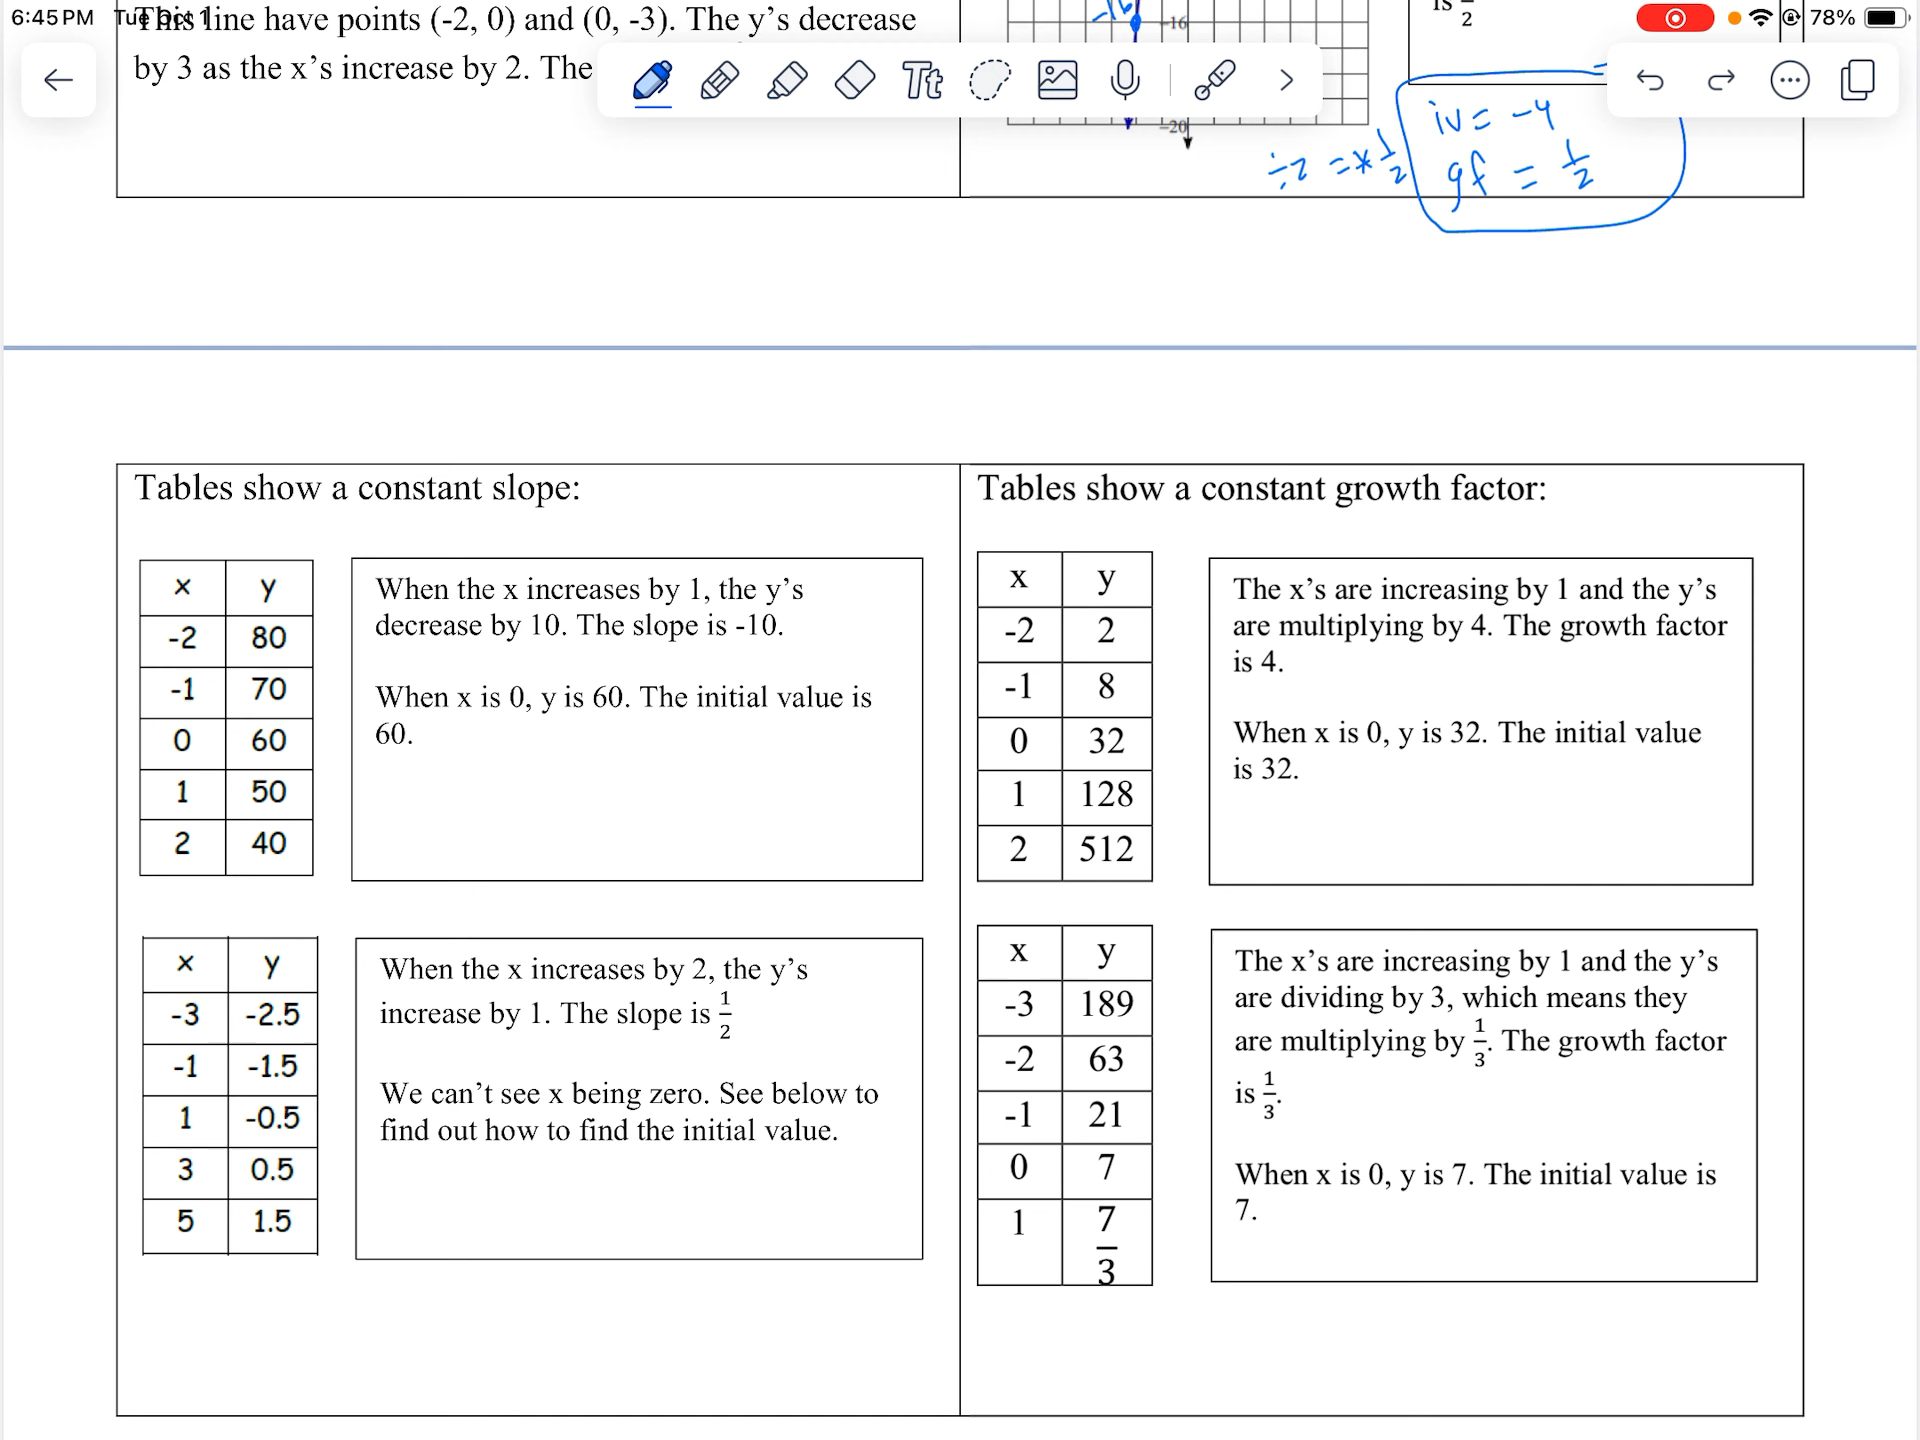 6:45 PM Tue Oct 1
78%
This line have points (-2, 0) and (0, -3). The y's decrease
by 3 as the x's increase by 2. The
Tt
-16
-16
-20
is 1/2
÷2 = × 1/2
iv = -4
gf = 1/2
Tables show a constant slope:
x y
-2 80
-1 70
0 60
1 50
2 40
When the x increases by 1, the y's
decrease by 10. The slope is -10.
When x is 0, y is 60. The initial value is
60.
x y
-3 -2.5
-1 -1.5
1 -0.5
3 0.5
5 1.5
When the x increases by 2, the y's
increase by 1. The slope is 1/2
We can't see x being zero. See below to
find out how to find the initial value.
Tables show a constant growth factor:
x y
-2 2
-1 8
0 32
1 128
2 512
The x's are increasing by 1 and the y's
are multiplying by 4. The growth factor
is 4.
When x is 0, y is 32. The initial value
is 32.
x y
-3 189
-2 63
-1 21
0 7
1 7/3
The x's are increasing by 1 and the y's
are dividing by 3, which means they
are multiplying by 1/3. The growth factor
is 1/3.
When x is 0, y is 7. The initial value is
7.